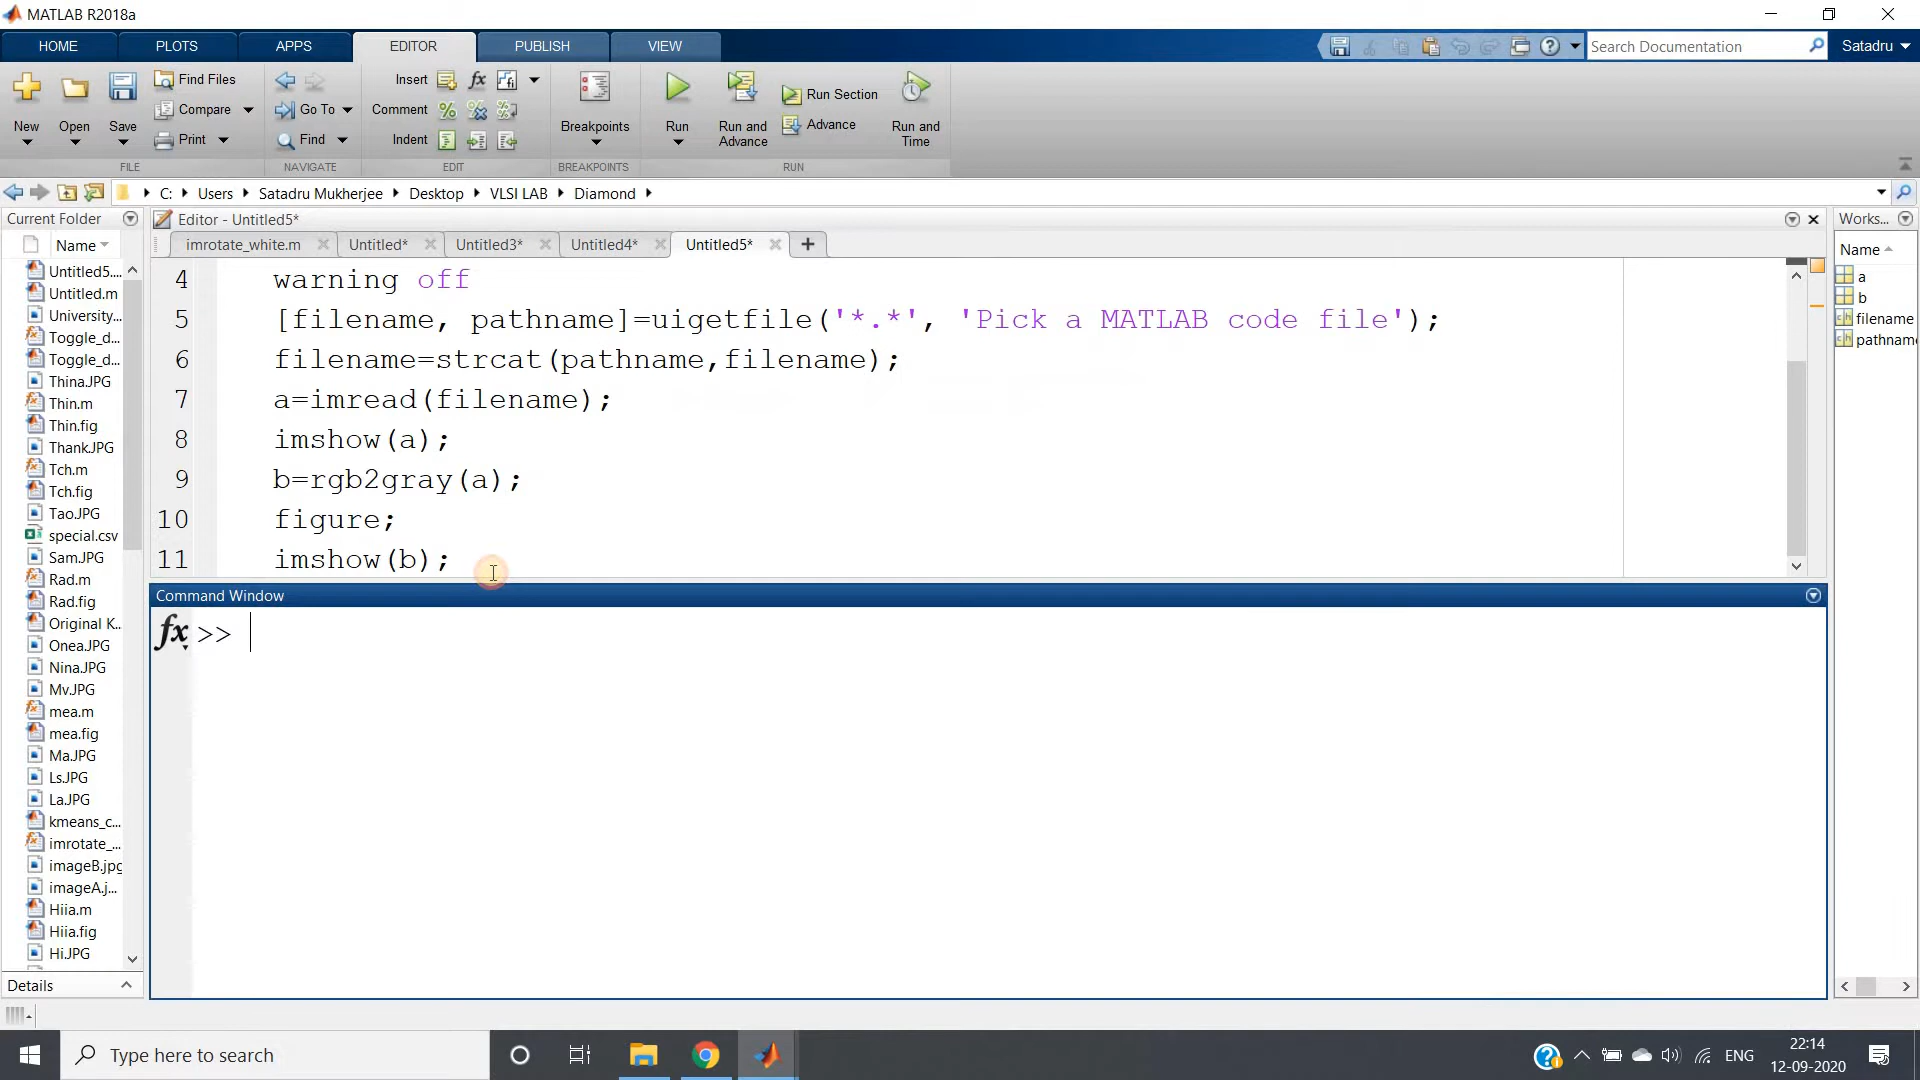 MATLAB R2018a
HOME
PLOTS
APPS
EDITOR
PUBLISH
VIEW
Search Documentation
Satadru
New
Open
Save
Find Files
Compare
Print
FILE
Go To
Find
NAVIGATE
Insert
Comment
Indent
EDIT
Breakpoints
BREAKPOINTS
Run
Run and Advance
Run Section
Advance
Run and Time
RUN
C: Users Satadru Mukherjee Desktop VLSI LAB Diamond
Current Folder
Name
Untitled5....
Untitled.m
University...
Toggle_d...
Toggle_d...
Thina.JPG
Thin.m
Thin.fig
Thank.JPG
Tch.m
Tch.fig
Tao.JPG
special.csv
Sam.JPG
Rad.m
Rad.fig
Original K...
Onea.JPG
Nina.JPG
Mv.JPG
mea.m
mea.fig
Ma.JPG
Ls.JPG
La.JPG
kmeans_c...
imrotate_...
imageB.jpg
imageA.j...
Hiia.m
Hiia.fig
Hi.JPG
Details
Editor - Untitled5*
imrotate_white.m
Untitled*
Untitled3*
Untitled4*
Untitled5*
4 warning off
5 [filename, pathname]=uigetfile('*.*', 'Pick a MATLAB code file');
6 filename=strcat(pathname,filename);
7 a=imread(filename);
8 imshow(a);
9 b=rgb2gray(a);
10 figure;
11 imshow(b);
Command Window
fx >>
Works...
Name
a
b
filename
pathname
Type here to search
ENG
22:14
12-09-2020